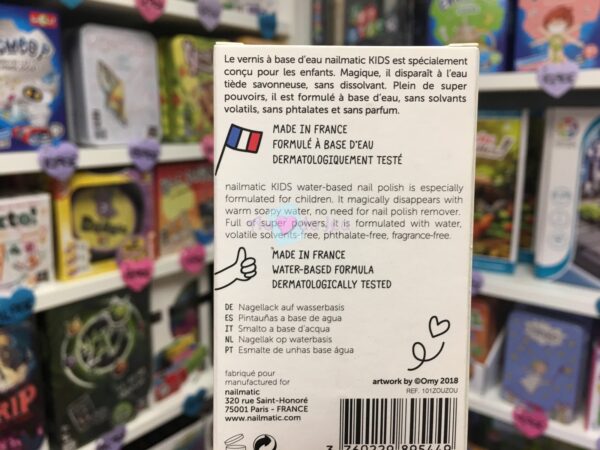 Le vernis à base d'eau nailmatic KIDS est spécialement
conçu pour les enfants. Magique, il disparaît à l'eau
tiède savonneuse, sans dissolvant. Plein de super
pouvoirs, il est formulé à base d'eau, sans solvants
volatils, sans phtalates et sans parfum.
MADE IN FRANCE
FORMULÉ À BASE D'EAU
DERMATOLOGIQUEMENT TESTÉ
nailmatic KIDS water-based nail polish is especially
formulated for children. It magically disappears with
warm soapy water, no need for nail polish remover.
Full of super powers, it is formulated with water,
volatile solvents-free, phthalate-free, fragrance-free.
MADE IN FRANCE
WATER-BASED FORMULA
DERMATOLOGICALLY TESTED
DE Nagellack auf wasserbasis
ES Pintauñas a base de agua
IT Smalto a base d'acqua
NL Nagellak op waterbasis
PT Esmalte de unhas base água
fabriqué pour
manufactured for
nailmatic
320 rue Saint-Honoré
75001 Paris - FRANCE
www.nailmatic.com
artwork by ©Omy 2018
REF. 101ZOUZOU
3 760229 895449